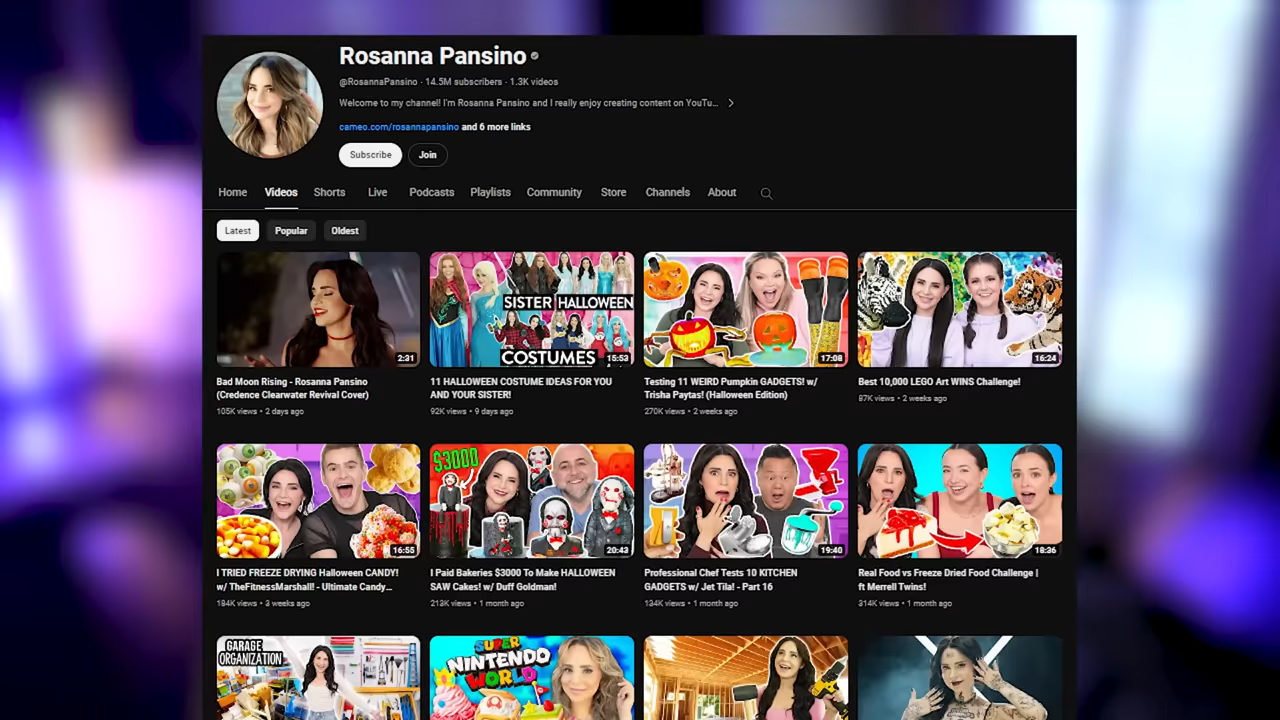 Rosanna Pansino
@RosannaPansino · 14.5M subscribers · 1.3K videos
Welcome to my channel! I'm Rosanna Pansino and I really enjoy creating content on YouTu...
cameo.com/rosannapansino and 6 more links
Subscribe Join
Home Videos Shorts Live Podcasts Playlists Community Store Channels About
Latest Popular Oldest
2:31
SISTER HALLOWEEN
COSTUMES
15:53
17:08
16:24
Bad Moon Rising - Rosanna Pansino
(Credence Clearwater Revival Cover)
105K views • 2 days ago
11 HALLOWEEN COSTUME IDEAS FOR YOU
AND YOUR SISTER!
92K views • 9 days ago
Testing 11 WEIRD Pumpkin GADGETS! w/
Trisha Paytas! (Halloween Edition)
270K views • 2 weeks ago
Best 10,000 LEGO Art WINS Challenge!
87K views • 2 weeks ago
16:55
$3000
20:43
19:40
18:36
I TRIED FREEZE DRYING Halloween CANDY!
w/ TheFitnessMarshall! - Ultimate Candy...
184K views • 3 weeks ago
I Paid Bakeries $3000 To Make HALLOWEEN
SAW Cakes! w/ Duff Goldman!
213K views • 1 month ago
Professional Chef Tests 10 KITCHEN
GADGETS w/ Jet Tila! - Part 16
134K views • 1 month ago
Real Food vs Freeze Dried Food Challenge |
ft Merrell Twins!
314K views • 1 month ago
GARAGE
ORGANIZATION
SUPER
NINTENDO
WORLD